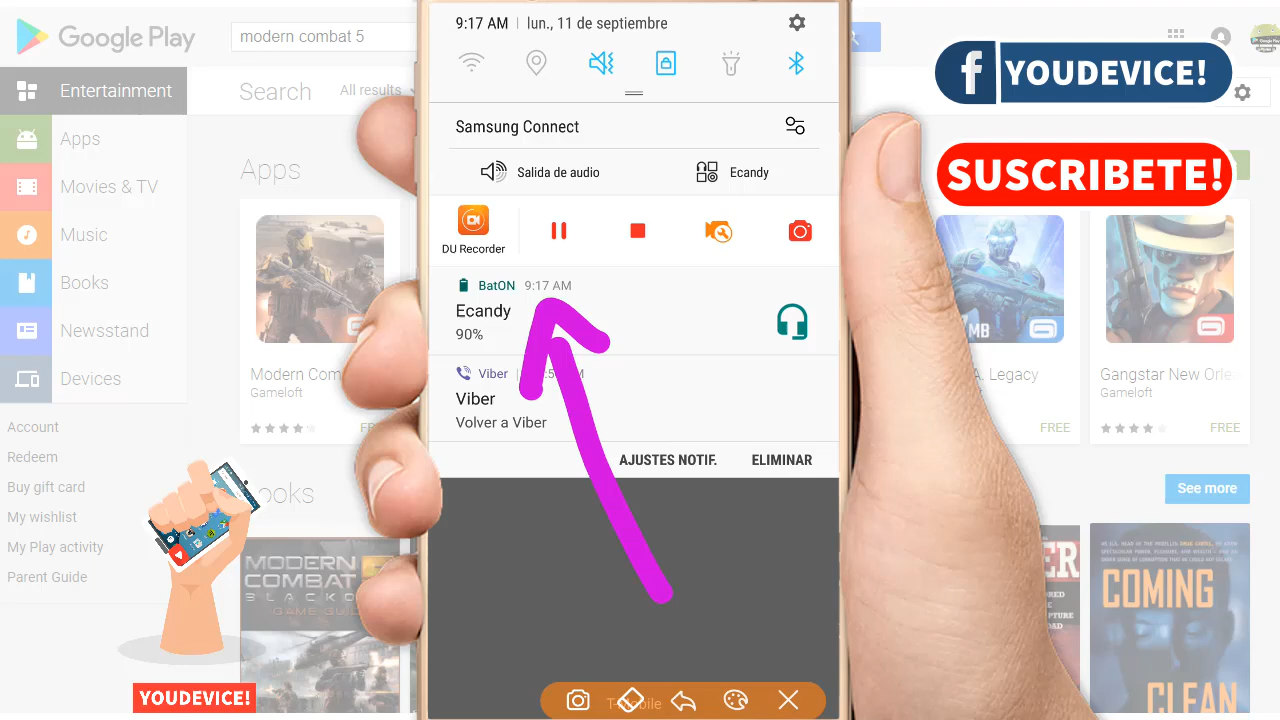 Google Play
modern combat 5
Entertainment
Apps
Movies & TV
Music
Books
Newsstand
Devices
Account
Redeem
Buy gift card
My wishlist
My Play activity
Parent Guide
YOUDEVICE!
Search
All results
Apps
Modern Com
Gameloft
FREE
MODERN
COMBAT
BLACKO
GAME GUID
9:17 AM
lun., 11 de septiembre
Samsung Connect
Salida de audio
Ecandy
DU Recorder
BatON
9:17 AM
Ecandy
90%
Viber
Viber
Volver a Viber
AJUSTES NOTIF.
ELIMINAR
T-Mobile
f YOUDEVICE!
SUSCRIBETE!
MB
A. Legacy
FREE
Gangstar New Orle
Gameloft
FREE
See more
COMING
CLEAN